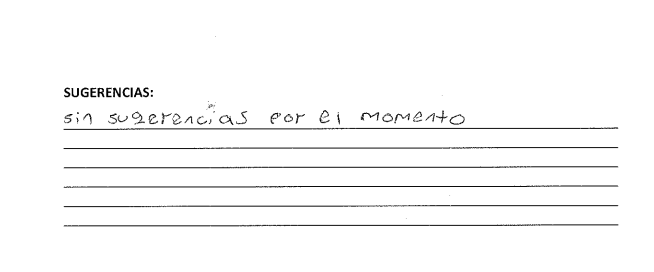 SUGERENCIAS:
sin sugerencias por el momento